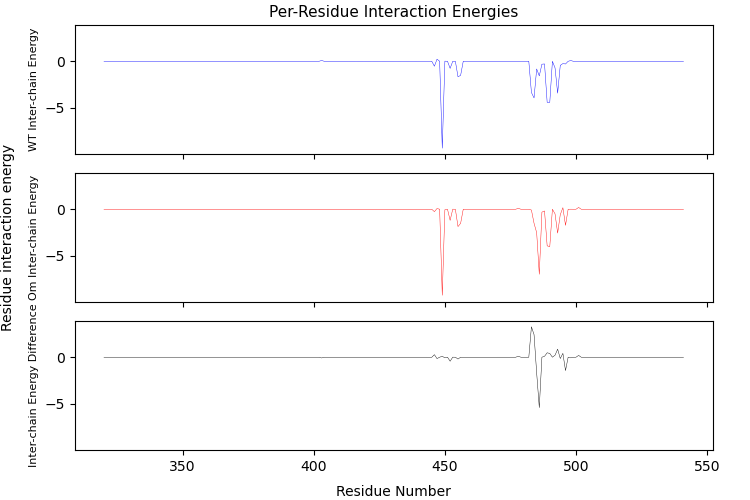 Per-Residue Interaction Energies
WT Inter-chain Energy
0
−5
Om Inter-chain Energy
0
−5
Inter-chain Energy Difference
0
−5
Residue interaction energy
350
400
450
500
550
Residue Number